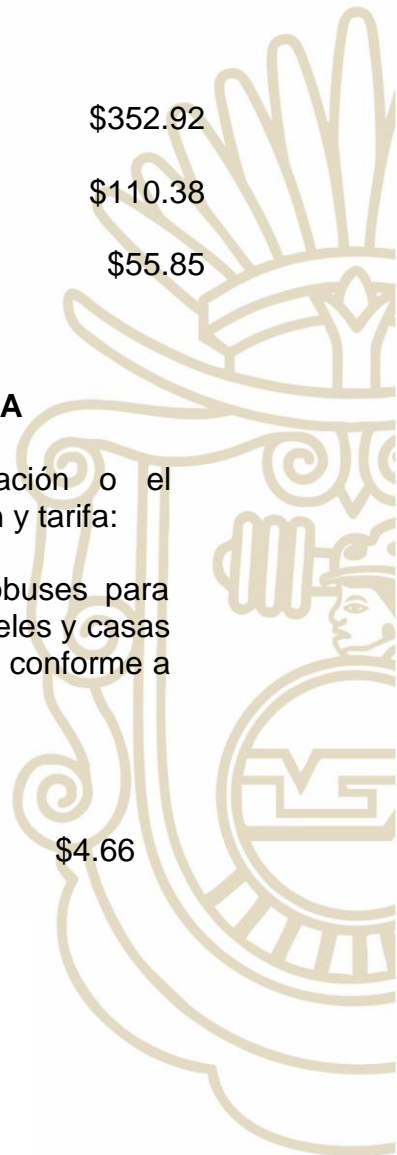 $352.92
$110.38
$55.85
A
ación o el
n y tarifa:
obuses para
eles y casas
conforme a
$4.66